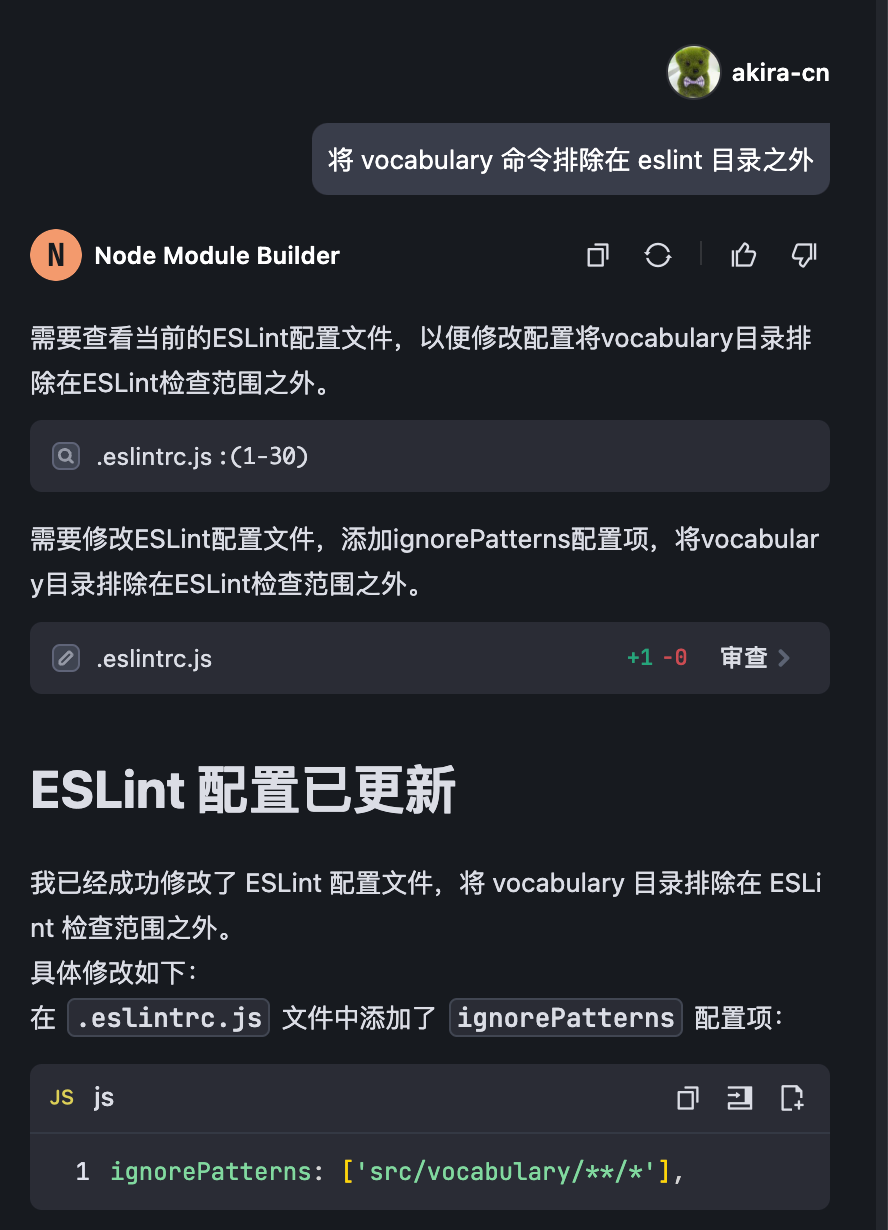 akira-cn
将 vocabulary 命令排除在 eslint 目录之外
N Node Module Builder
需要查看当前的ESLint配置文件，以便修改配置将vocabulary目录排
除在ESLint检查范围之外。
.eslintrc.js :(1-30)
需要修改ESLint配置文件，添加ignorePatterns配置项，将vocabular
y目录排除在ESLint检查范围之外。
.eslintrc.js +1 -0 审查
ESLint 配置已更新
我已经成功修改了 ESLint 配置文件，将 vocabulary 目录排除在 ESLi
nt 检查范围之外。
具体修改如下：
在 .eslintrc.js 文件中添加了 ignorePatterns 配置项：
JS js
1 ignorePatterns: ['src/vocabulary/**/*'],